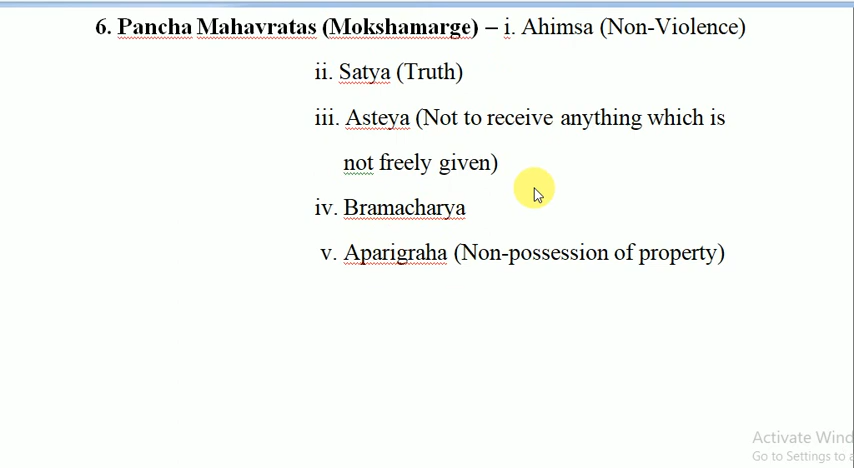 6. Pancha Mahavratas (Mokshamarge) – i. Ahimsa (Non-Violence)
ii. Satya (Truth)
iii. Asteya (Not to receive anything which is
not freely given)
iv. Bramacharya
v. Aparigraha (Non-possession of property)
Activate Wind
Go to Settings to a